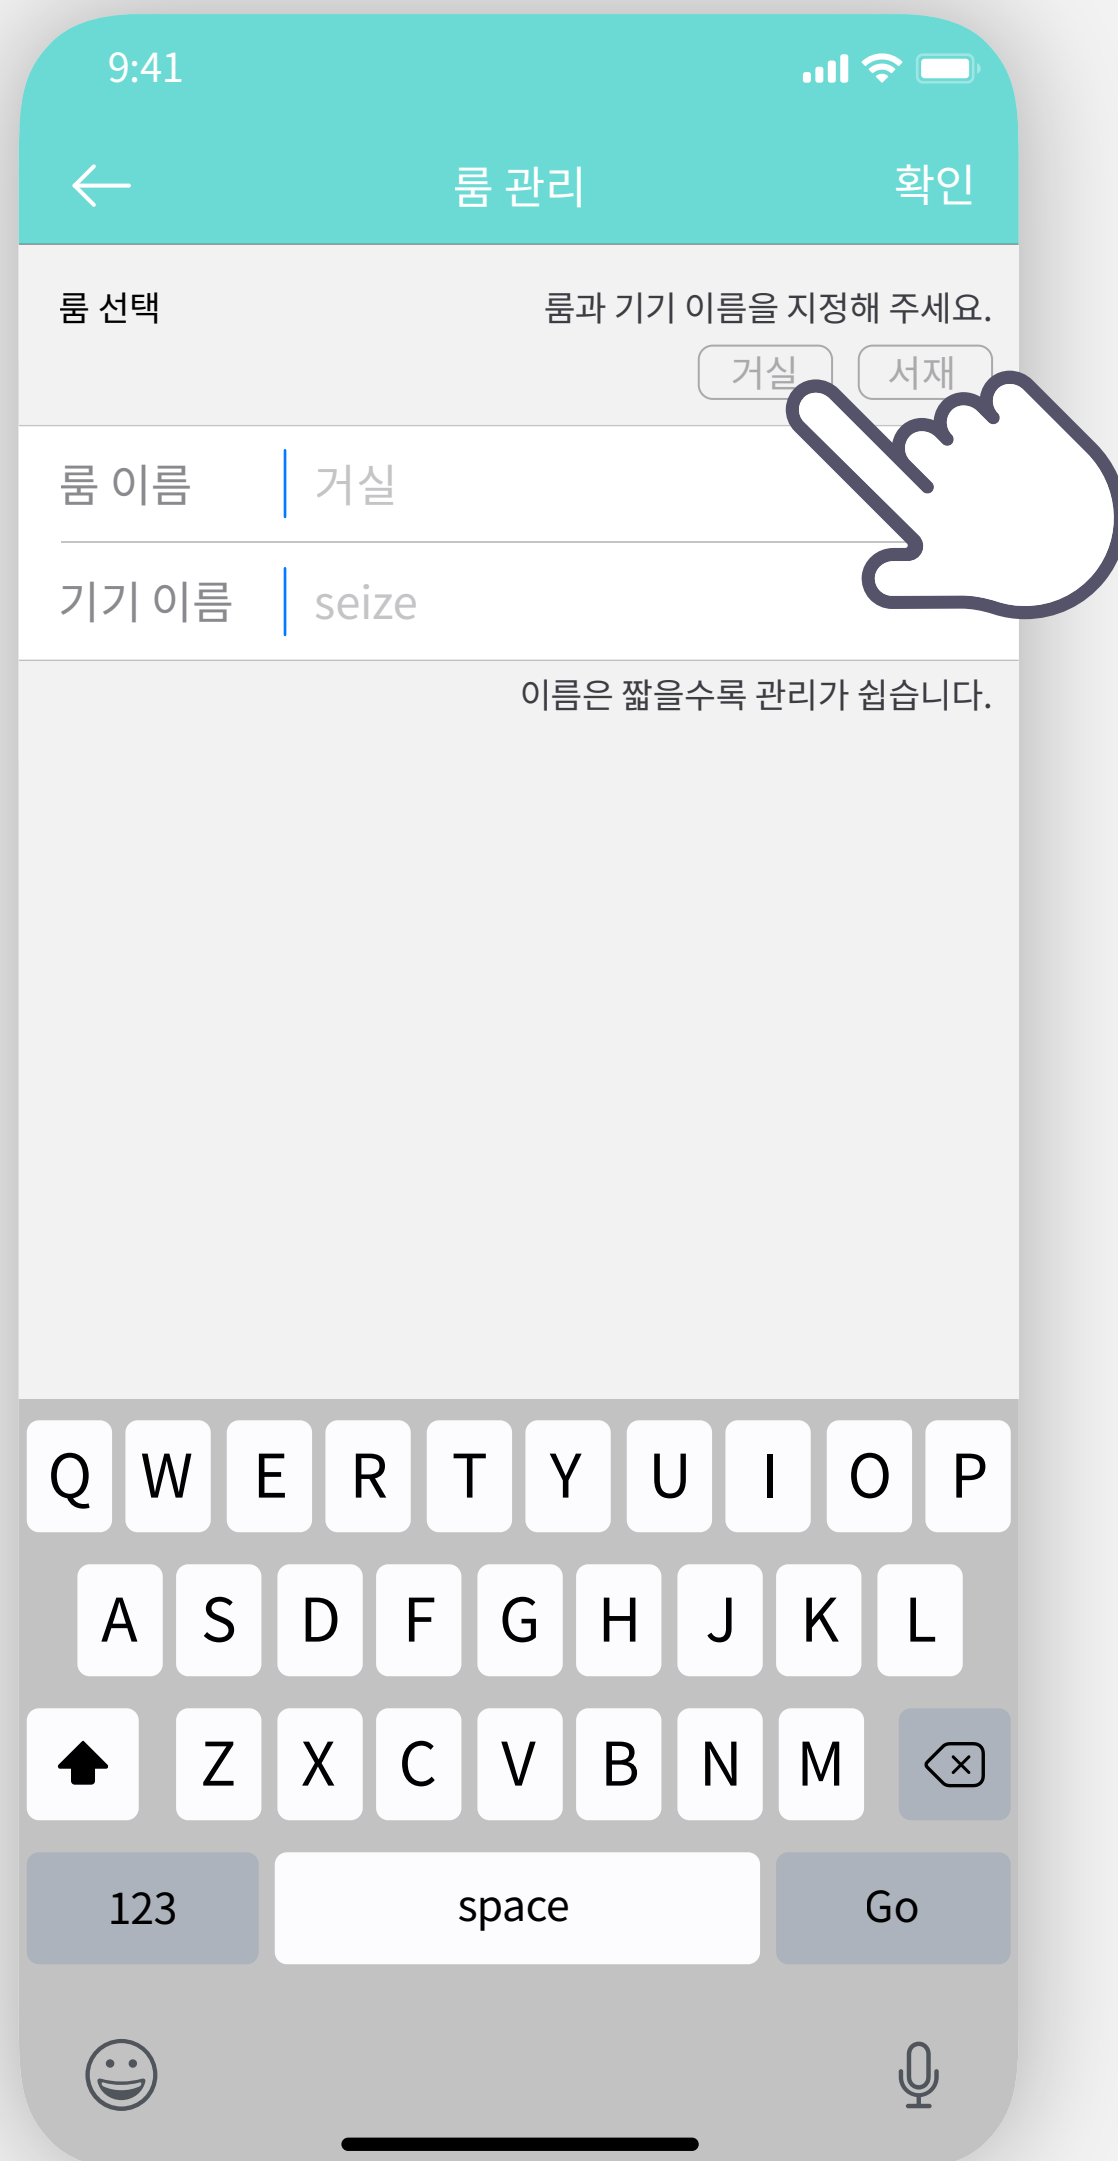 9:41
룸 관리
확인
룸 선택
룸과 기기 이름을 지정해 주세요.
거실
서재
룸 이름
거실
기기 이름
seize
이름은 짧을수록 관리가 쉽습니다.
Q W E R T Y U I O P
A S D F G H J K L
Z X C V B N M
123 space Go